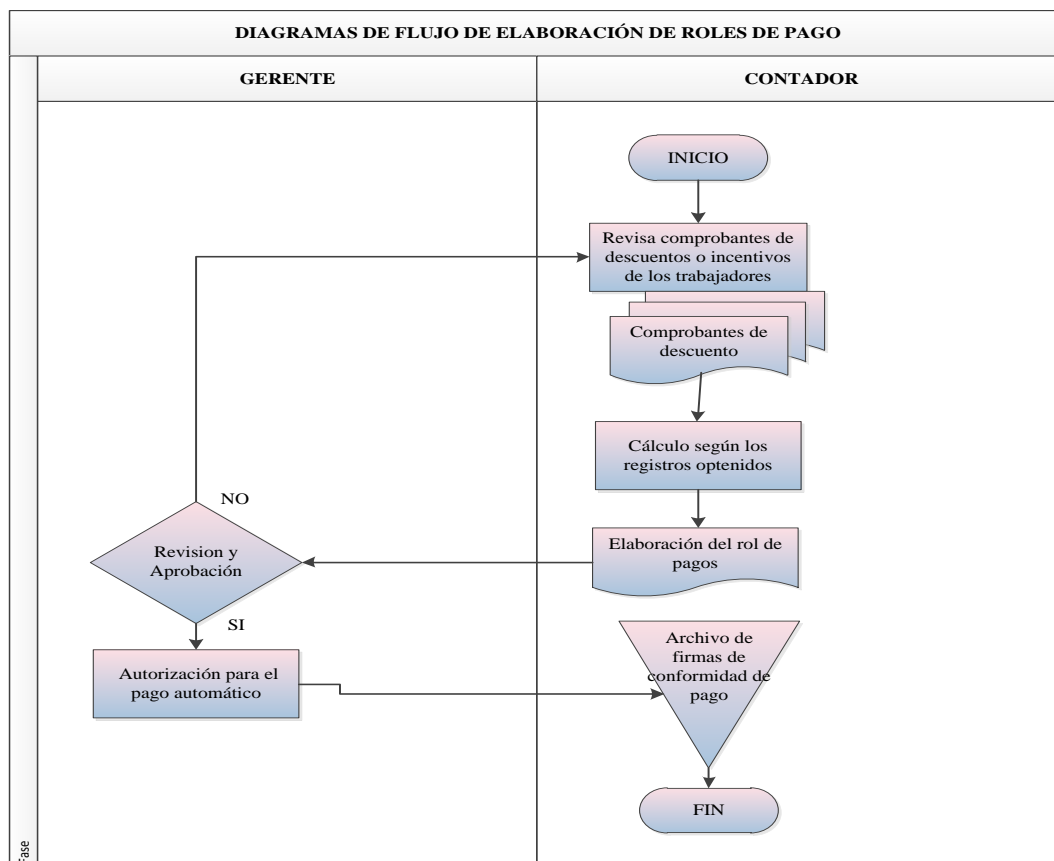 DIAGRAMAS DE FLUJO DE ELABORACIÓN DE ROLES DE PAGO
GERENTE
CONTADOR
INICIO
Revisa comprobantes de
descuentos o incentivos
de los trabajadores
Comprobantes de
descuento
Cálculo según los
registros optenidos
NO
Revision y
Aprobación
Elaboración del rol de
pagos
SI
Autorización para el
pago automático
Archivo de
firmas de
conformidad de
pago
FIN
Fase